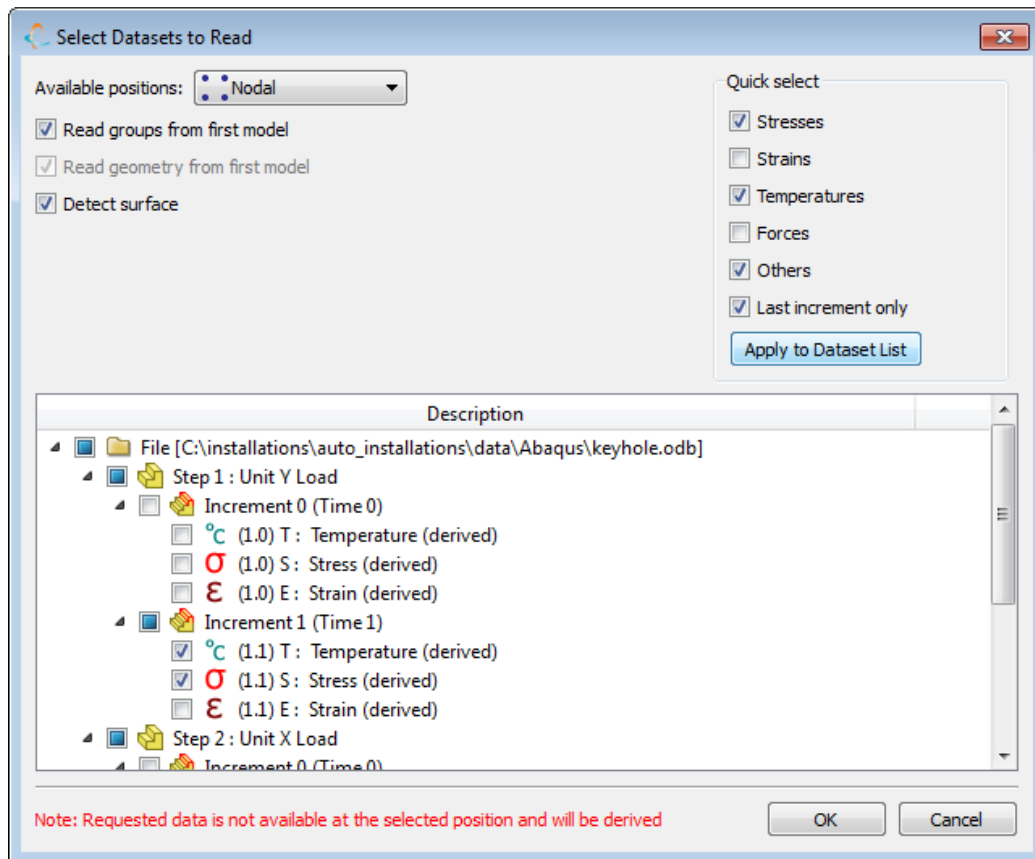 Select Datasets to Read
Available positions: Nodal
Read groups from first model
Read geometry from first model
Detect surface
Quick select
Stresses
Strains
Temperatures
Forces
Others
Last increment only
Apply to Dataset List
Description
File [C:\installations\auto_installations\data\Abaqus\keyhole.odb]
Step 1 : Unit Y Load
Increment 0 (Time 0)
°C (1.0) T : Temperature (derived)
σ (1.0) S : Stress (derived)
ε (1.0) E : Strain (derived)
Increment 1 (Time 1)
°C (1.1) T : Temperature (derived)
σ (1.1) S : Stress (derived)
ε (1.1) E : Strain (derived)
Step 2 : Unit X Load
Increment 0 (Time 0)
Note: Requested data is not available at the selected position and will be derived
OK Cancel